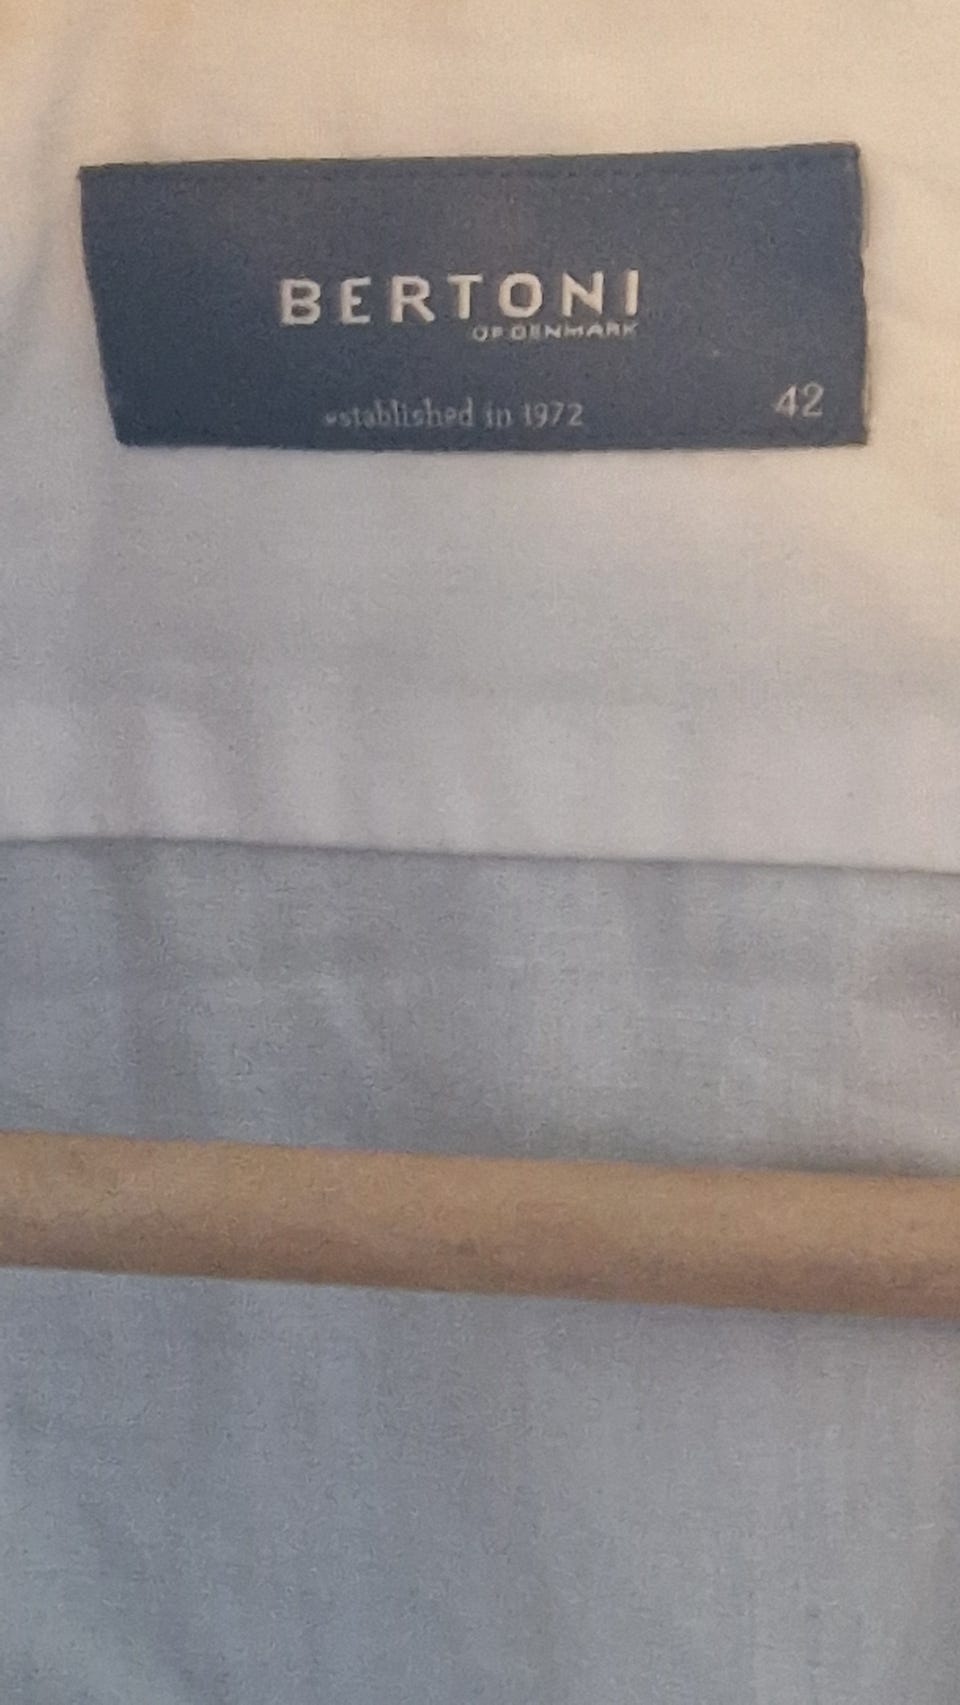 BERTONI
OF DENMARK
established in 1972
42